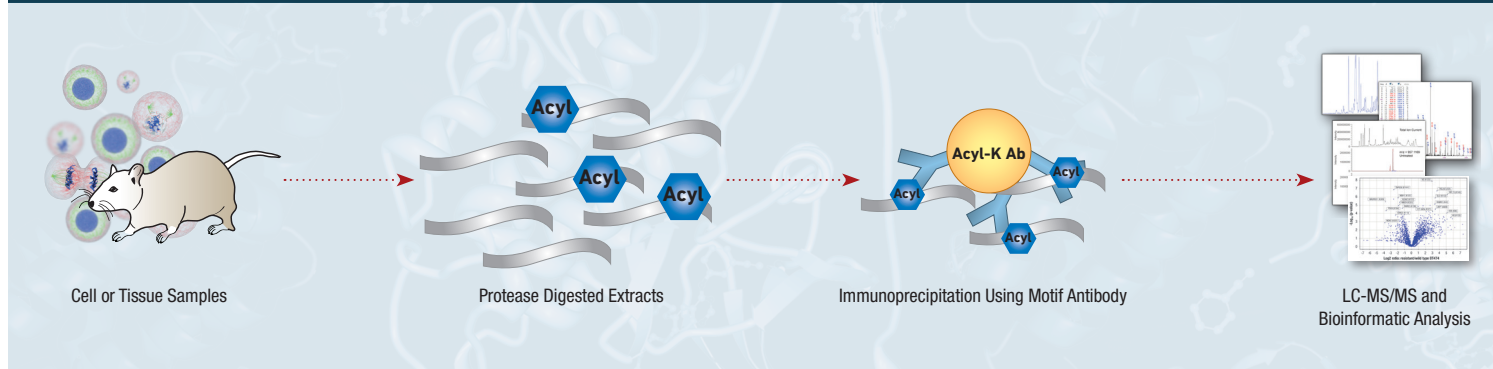 Acyl
Acyl
Acyl
Acyl-K Ab
Acyl
Acyl
Acyl
Cell or Tissue Samples
Protease Digested Extracts
Immunoprecipitation Using Motif Antibody
LC-MS/MS and
Bioinformatic Analysis